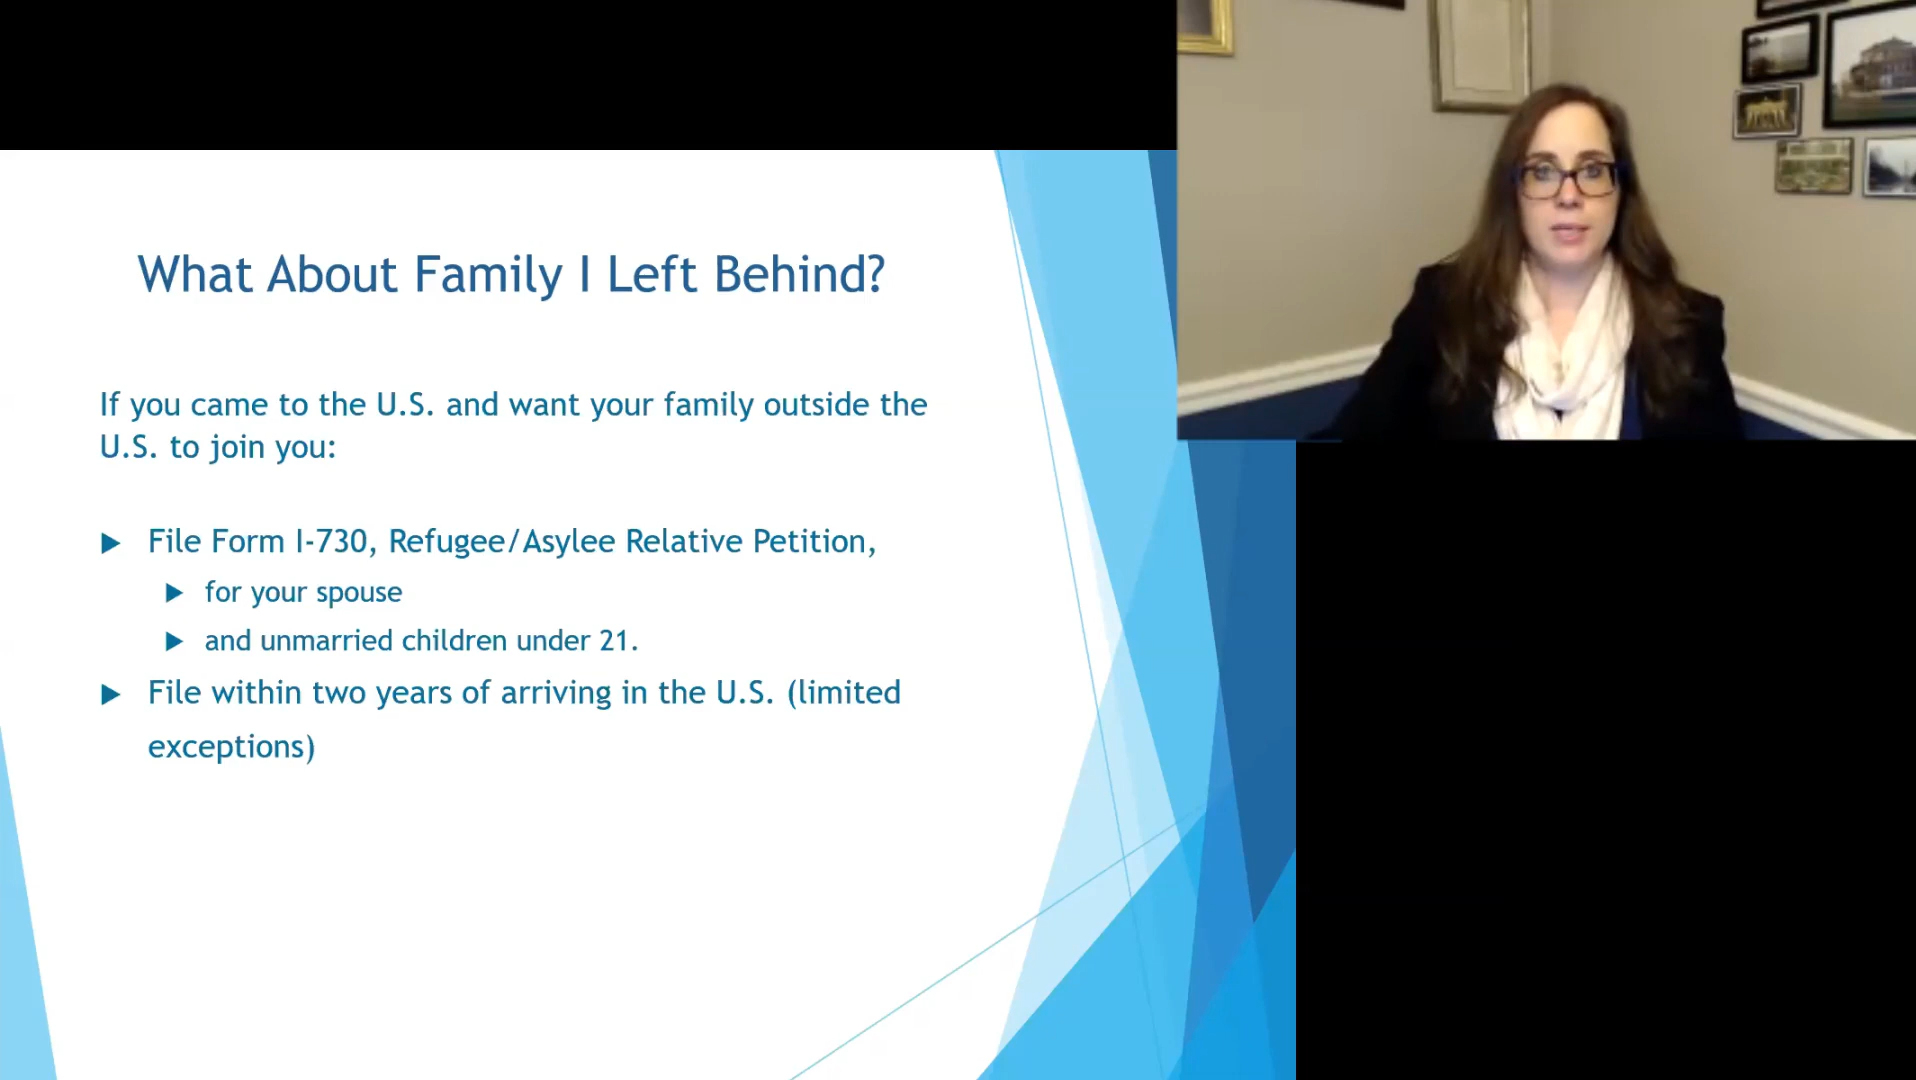 What About Family I Left Behind?
If you came to the U.S. and want your family outside the
U.S. to join you:
File Form I-730, Refugee/Asylee Relative Petition,
for your spouse
and unmarried children under 21.
File within two years of arriving in the U.S. (limited
exceptions)